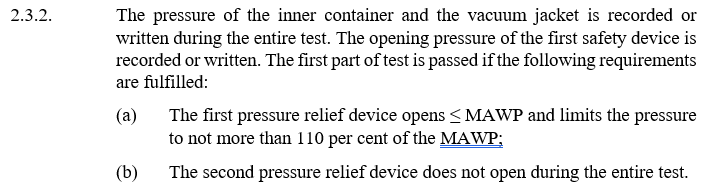 2.3.2. The pressure of the inner container and the vacuum jacket is recorded or
written during the entire test. The opening pressure of the first safety device is
recorded or written. The first part of test is passed if the following requirements
are fulfilled:
(a) The first pressure relief device opens ≤ MAWP and limits the pressure
to not more than 110 per cent of the MAWP;
(b) The second pressure relief device does not open during the entire test.